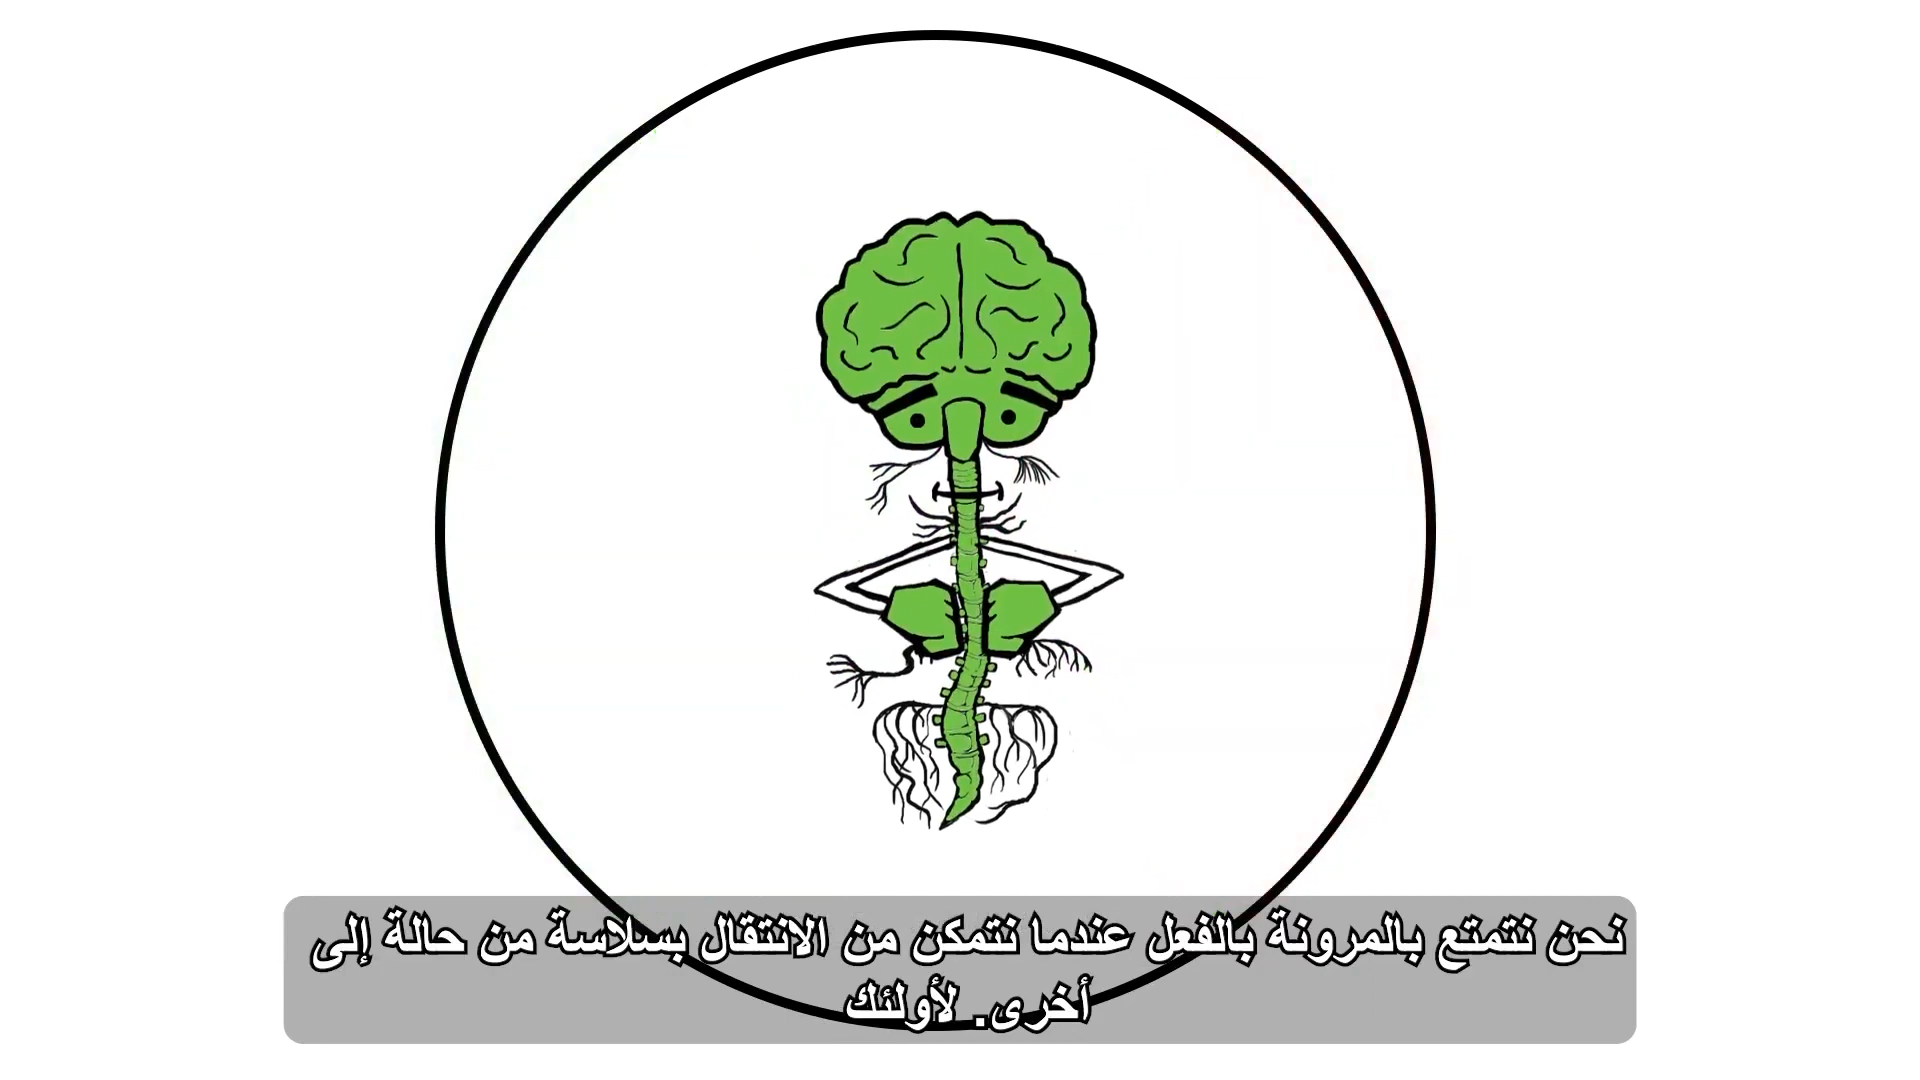 نحن نتمتع بالمرونة بالفعل عندما نتمكن من الانتقال بسلاسة من حالة إلى
أخرى. لأولئك